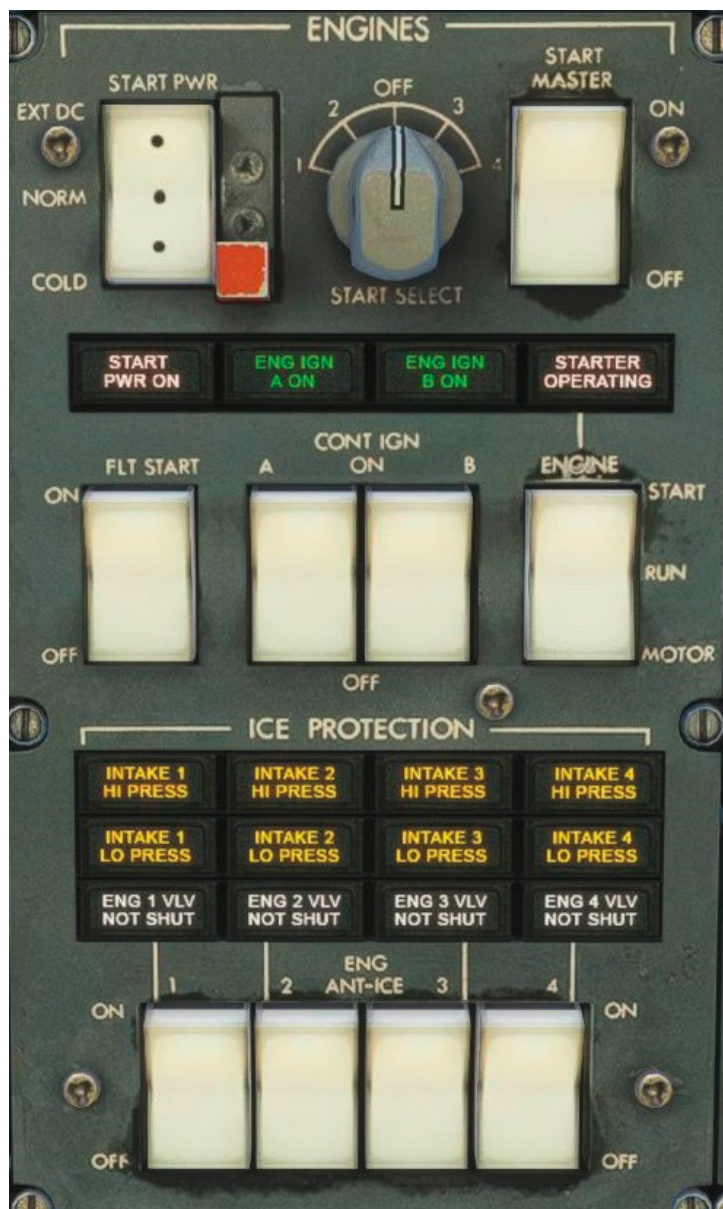 ENGINES
START PWR
START
MASTER
EXT DC
NORM
COLD
1
2
OFF
3
4
START SELECT
ON
OFF
START
PWR ON
ENG IGN
A ON
ENG IGN
B ON
STARTER
OPERATING
FLT START
ON
OFF
CONT IGN
A
ON
B
OFF
ENGINE
START
RUN
MOTOR
ICE PROTECTION
INTAKE 1
HI PRESS
INTAKE 2
HI PRESS
INTAKE 3
HI PRESS
INTAKE 4
HI PRESS
INTAKE 1
LO PRESS
INTAKE 2
LO PRESS
INTAKE 3
LO PRESS
INTAKE 4
LO PRESS
ENG 1 VLV
NOT SHUT
ENG 2 VLV
NOT SHUT
ENG 3 VLV
NOT SHUT
ENG 4 VLV
NOT SHUT
ENG
1
2
ANT-ICE
3
4
ON
ON
OFF
OFF